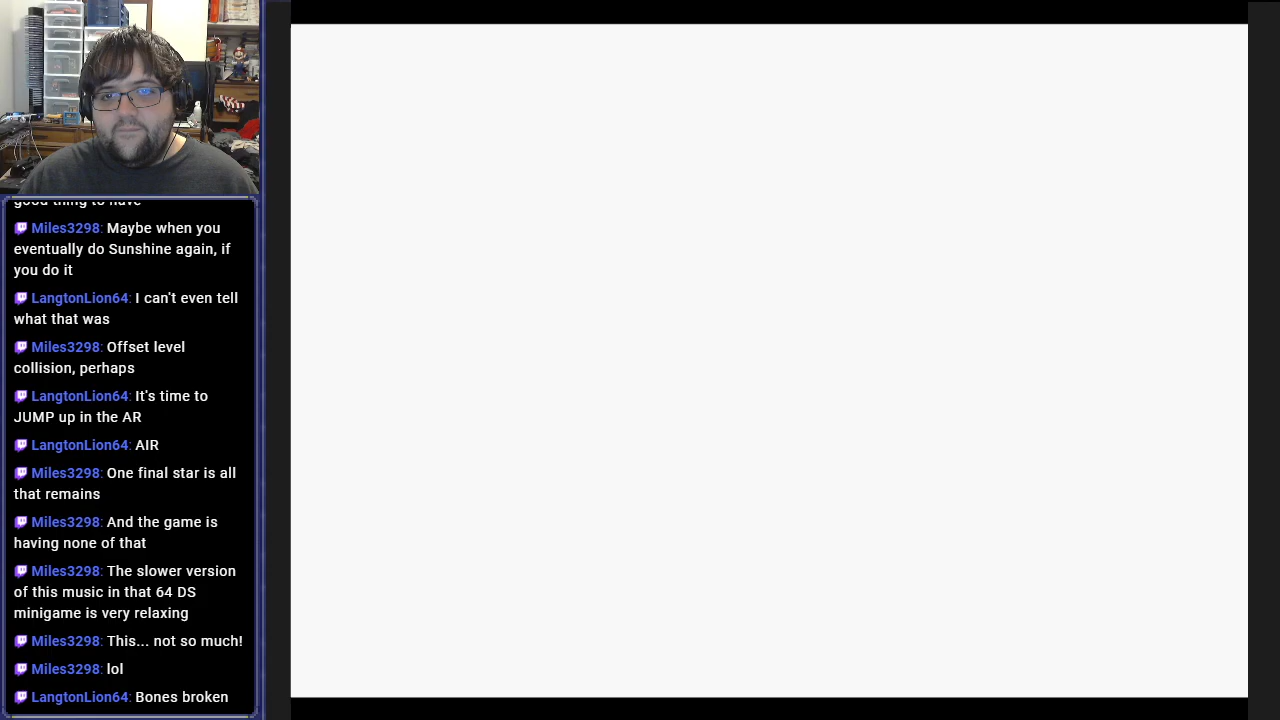 good thing to have
Miles3298: Maybe when you
eventually do Sunshine again, if
you do it
LangtonLion64: I can't even tell
what that was
Miles3298: Offset level
collision, perhaps
LangtonLion64: It's time to
JUMP up in the AR
LangtonLion64: AIR
Miles3298: One final star is all
that remains
Miles3298: And the game is
having none of that
Miles3298: The slower version
of this music in that 64 DS
minigame is very relaxing
Miles3298: This... not so much!
Miles3298: lol
LangtonLion64: Bones broken